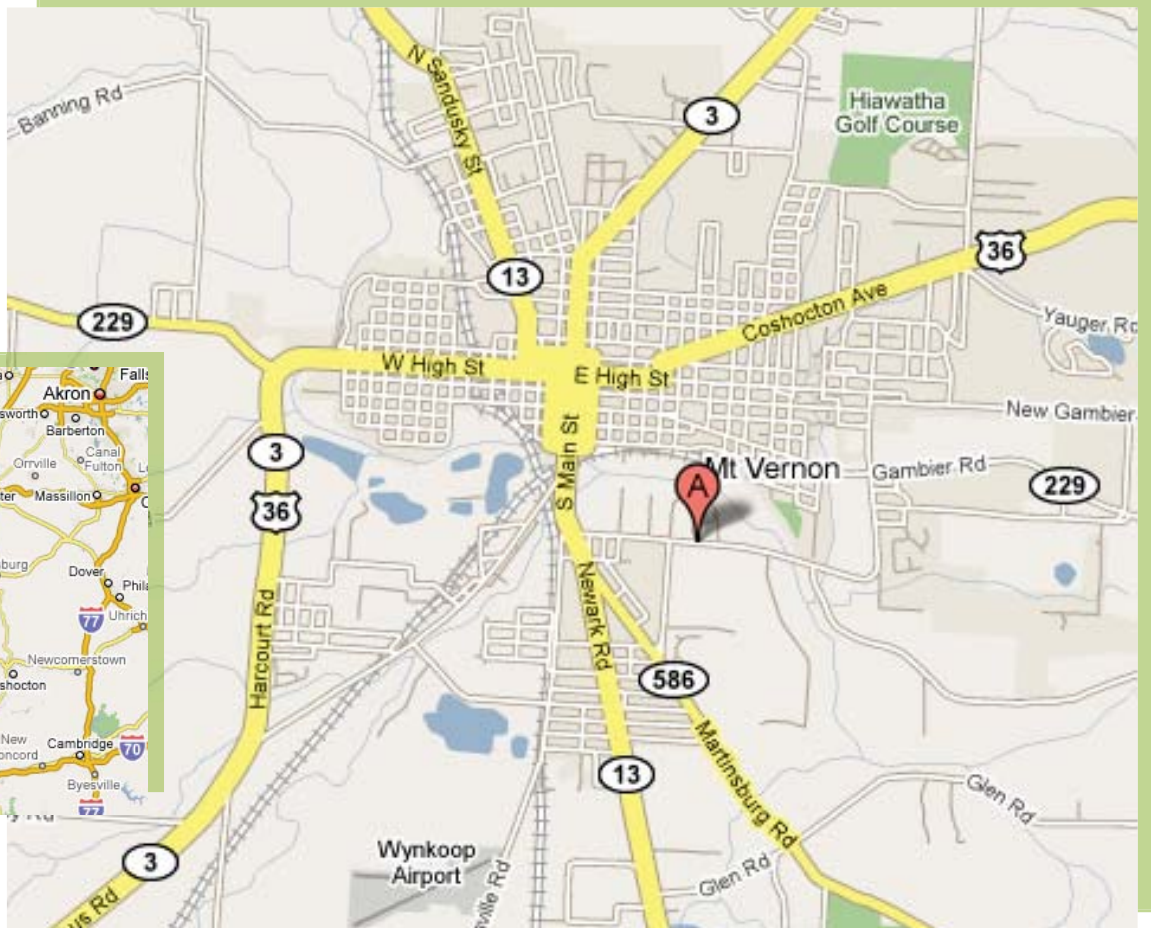 N Sandusky St
Banning Rd
3
Hiawatha
Golf Course
13
36
229
Coshocton Ave
Yauger Rd
W High St
E High St
New Gambier
Akron
Falls
Barberton
Canal
Fulton
Orrville
Massillon
Dover
77
Newcomerstown
New
Cambridge
70
Byesville
77
3
36
S Main St
A
Mt Vernon
Gambier Rd
229
Harcourt Rd
Newark Rd
586
13
Martinsburg Rd
Glen Rd
Glen Rd
3
Wynkoop
Airport